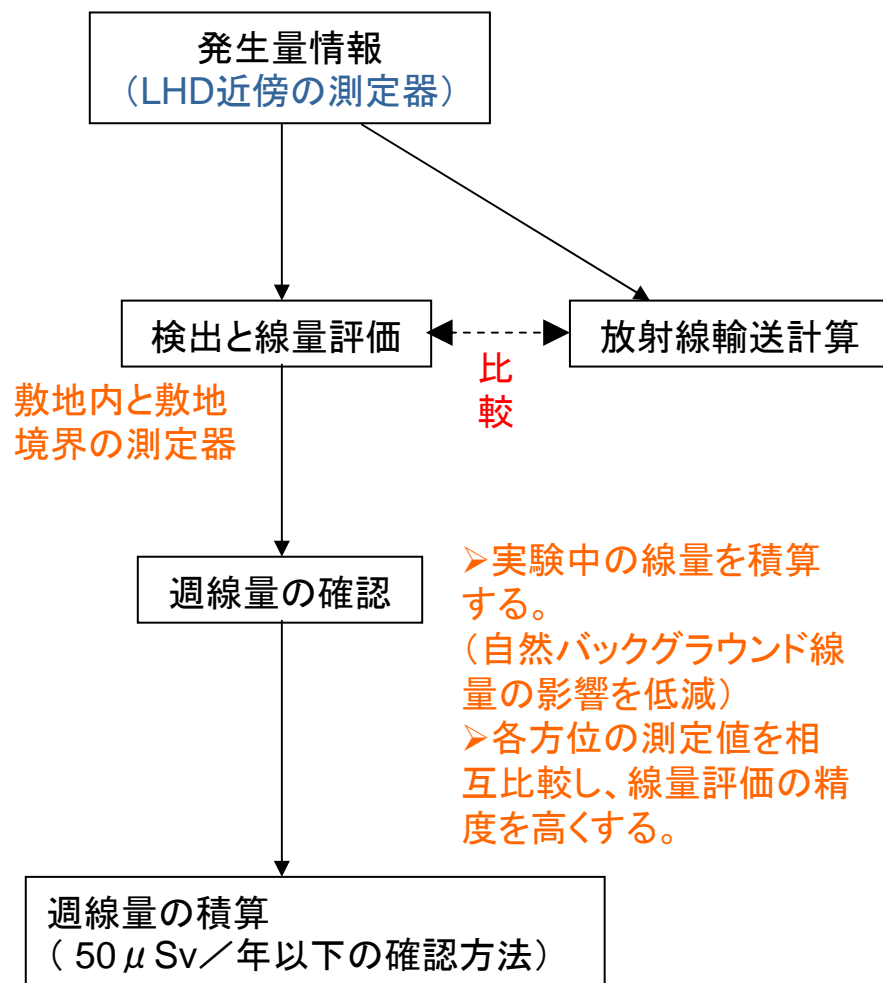 発生量情報
（LHD近傍の測定器）
検出と線量評価
放射線輸送計算
比
較
敷地内と敷地
境界の測定器
週線量の確認
➢実験中の線量を積算
する。
（自然バックグラウンド線
量の影響を低減）
➢各方位の測定値を相
互比較し、線量評価の精
度を高くする。
週線量の積算
（ 50μSv／年以下の確認方法）